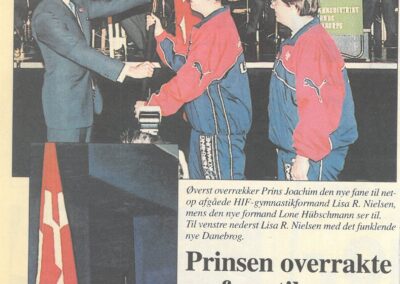 Øverst overrækker Prins Joachim den nye fane til net-
op afgåede HIF-gymnastikformand Lisa R. Nielsen,
mens den nye formand Lone Hübschmann ser til.
Til venstre nederst Lisa R. Nielsen med det funklende
nye Danebrog.
Prinsen overrakte